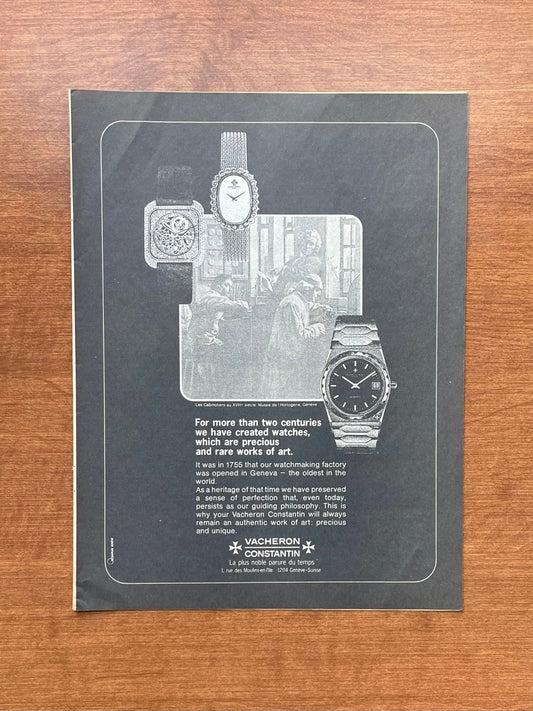 Les Cabinotiers au XVIIIe siècle. Musée de l'Horlogerie, Genève
For more than two centuries
we have created watches,
which are precious
and rare works of art.
It was in 1755 that our watchmaking factory
was opened in Geneva – the oldest in the
world.
As a heritage of that time we have preserved
a sense of perfection that, even today,
persists as our guiding philosophy. This is
why your Vacheron Constantin will always
remain an authentic work of art: precious
and unique.
VACHERON
CONSTANTIN
La plus noble parure du temps
1, rue des Moulins-en-l'Ile 1204 Genève-Suisse